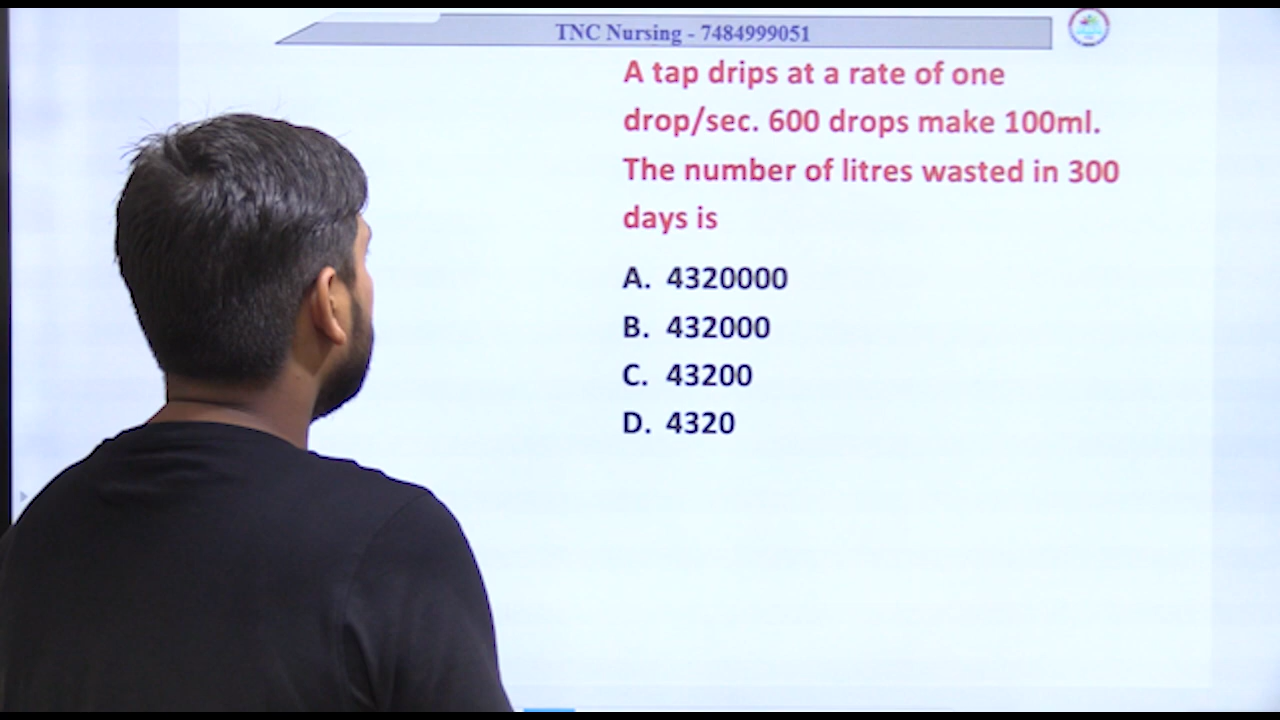 TNC Nursing - 7484999051
A tap drips at a rate of one
drop/sec. 600 drops make 100ml.
The number of litres wasted in 300
days is
A. 4320000
B. 432000
C. 43200
D. 4320